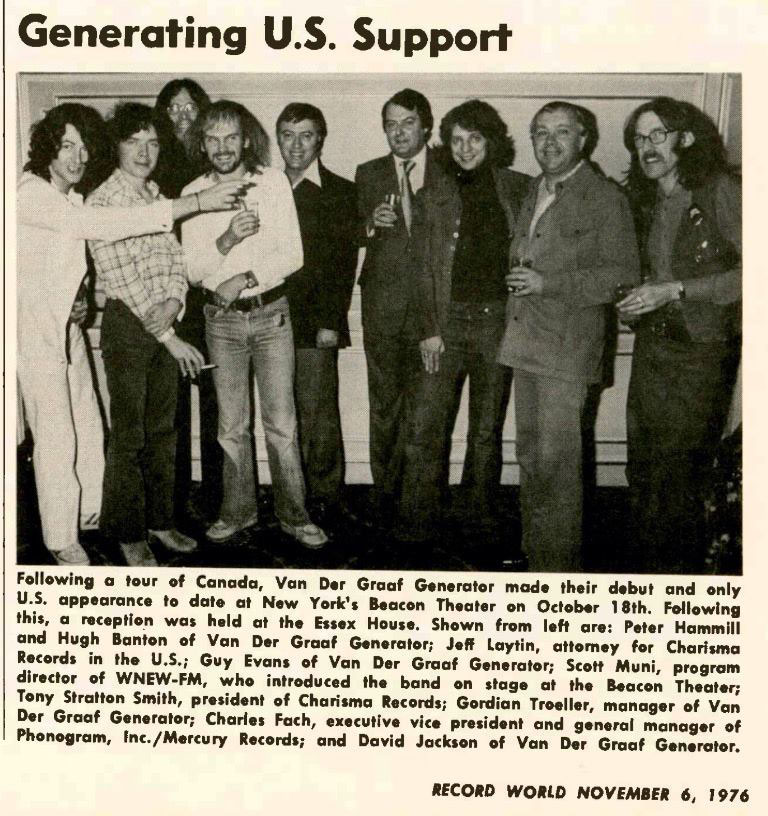 Generating U.S. Support
Following a tour of Canada, Van Der Graaf Generator made their debut and only
U.S. appearance to date at New York's Beacon Theater on October 18th. Following
this, a reception was held at the Essex House. Shown from left are: Peter Hammill
and Hugh Banton of Van Der Graaf Generator; Jeff Laytin, attorney for Charisma
Records in the U.S.; Guy Evans of Van Der Graaf Generator; Scott Muni, program
director of WNEW-FM, who introduced the band on stage at the Beacon Theater;
Tony Stratton Smith, president of Charisma Records; Gordian Troeller, manager of Van
Der Graaf Generator; Charles Fach, executive vice president and general manager of
Phonogram, Inc./Mercury Records; and David Jackson of Van Der Graaf Generator.
RECORD WORLD NOVEMBER 6, 1976